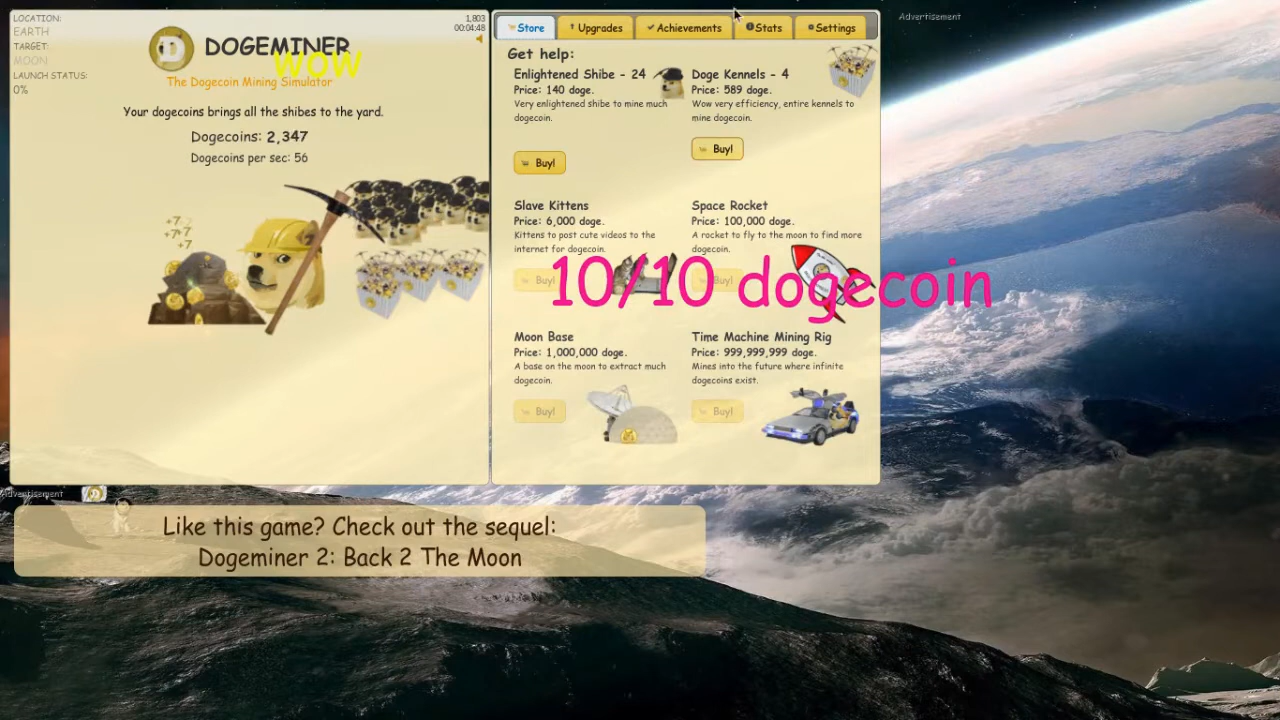 LOCATION:
EARTH
TARGET:
MOON
LAUNCH STATUS:
0%
1,803
00:04:48
DOGEMINER
WOW
The Dogecoin Mining Simulator
Your dogecoins brings all the shibes to the yard.
Dogecoins: 2,347
Dogecoins per sec: 56
+7
+7
+7
+7
Store
Upgrades
Achievements
Stats
Settings
Get help:
Enlightened Shibe - 24
Price: 140 doge.
Very enlightened shibe to mine much
dogecoin.
Buy!
Doge Kennels - 4
Price: 589 doge.
Wow very efficiency, entire kennels to
mine dogecoin.
Buy!
Slave Kittens
Price: 6,000 doge.
Kittens to post cute videos to the
internet for dogecoin.
Buy!
Space Rocket
Price: 100,000 doge.
A rocket to fly to the moon to find more
dogecoin.
Buy!
10/10 dogecoin
Moon Base
Price: 1,000,000 doge.
A base on the moon to extract much
dogecoin.
Buy!
Time Machine Mining Rig
Price: 999,999,999 doge.
Mines into the future where infinite
dogecoins exist.
Buy!
Advertisement
Advertisement
Like this game? Check out the sequel:
Dogeminer 2: Back 2 The Moon